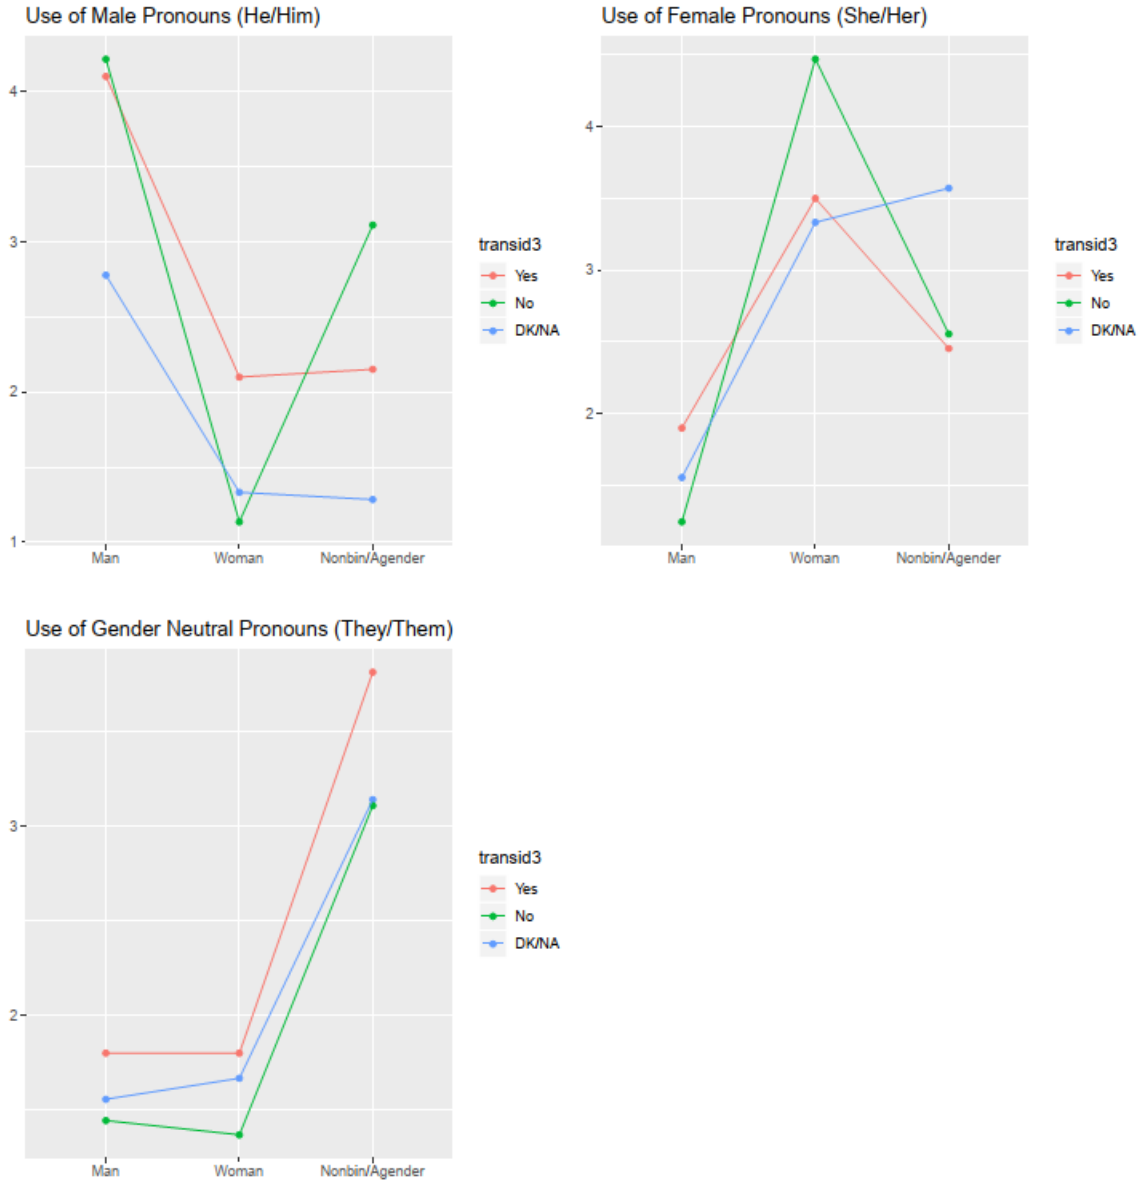 Use of Male Pronouns (He/Him)
4
3
2
1
Man Woman Nonbin/Agender
transid3
Yes
No
DK/NA
Use of Female Pronouns (She/Her)
4
3
2
Man Woman Nonbin/Agender
transid3
Yes
No
DK/NA
Use of Gender Neutral Pronouns (They/Them)
3
2
Man Woman Nonbin/Agender
transid3
Yes
No
DK/NA